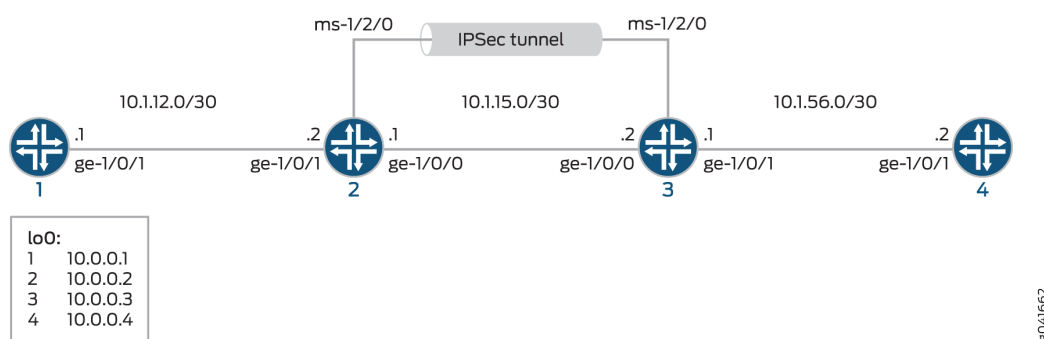 ms-1/2/0 IPSec tunnel ms-1/2/0
10.1.12.0/30 10.1.15.0/30 10.1.56.0/30
.1 .2 .1 .2 .1 .2
ge-1/0/1 ge-1/0/1 ge-1/0/0 ge-1/0/0 ge-1/0/1 ge-1/0/1
1 2 3 4
lo0:
1 10.0.0.1
2 10.0.0.2
3 10.0.0.3
4 10.0.0.4
g041662